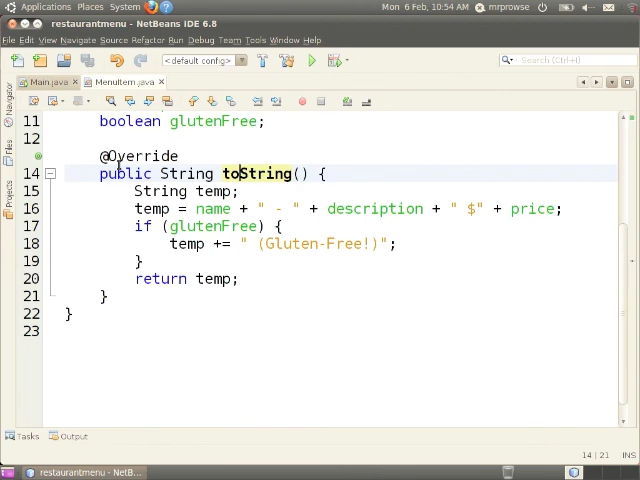 Applications Places System Mon 6 Feb, 10:54 AM mrprowse
restaurantmenu - NetBeans IDE 6.8
File Edit View Navigate Source Refactor Run Debug Team Tools Window Help
<default config> Search (Ctrl+I)
Main.java MenuItem.java
Navigator
Files
Projects
11 boolean glutenFree;
12
@Override
14 public String toString() {
15 String temp;
16 temp = name + " - " + description + " $" + price;
17 if (glutenFree) {
18 temp += " (Gluten-Free!)";
19 }
20 return temp;
21 }
22 }
23
Tasks Output
14 | 21 INS
restaurantmenu - NetB...